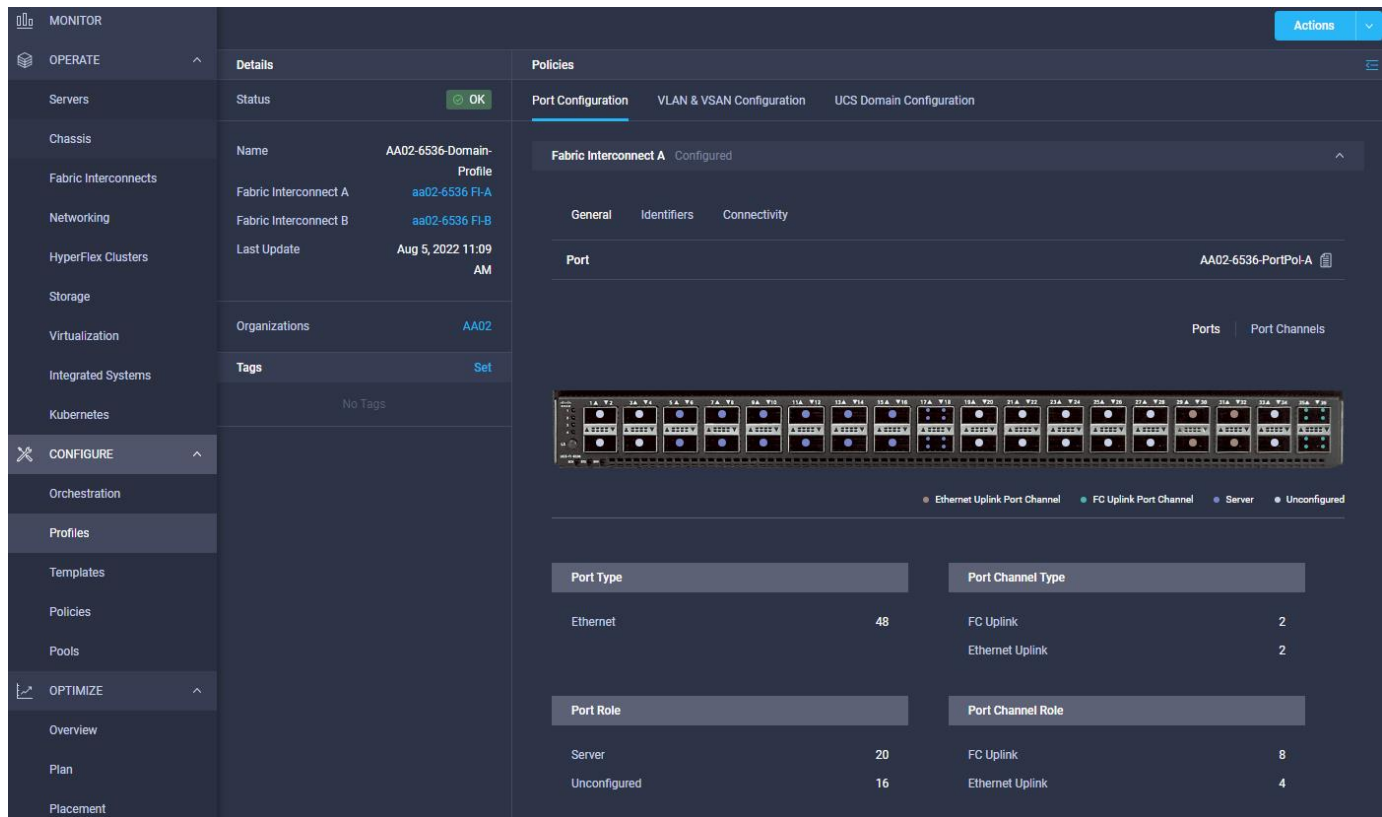 MONITOR
Actions
OPERATE
Servers
Chassis
Fabric Interconnects
Networking
HyperFlex Clusters
Storage
Virtualization
Integrated Systems
Kubernetes
CONFIGURE
Orchestration
Profiles
Templates
Policies
Pools
OPTIMIZE
Overview
Plan
Placement
Details
Status OK
Name AA02-6536-Domain-
Profile
Fabric Interconnect A aa02-6536 FI-A
Fabric Interconnect B aa02-6536 FI-B
Last Update Aug 5, 2022 11:09
AM
Organizations AA02
Tags Set
No Tags
Policies
Port Configuration VLAN & VSAN Configuration UCS Domain Configuration
Fabric Interconnect A Configured
General Identifiers Connectivity
Port AA02-6536-PortPol-A
Ports Port Channels
Ethernet Uplink Port Channel FC Uplink Port Channel Server Unconfigured
Port Type
Ethernet 48
Port Channel Type
FC Uplink 2
Ethernet Uplink 2
Port Role
Server 20
Unconfigured 16
Port Channel Role
FC Uplink 8
Ethernet Uplink 4